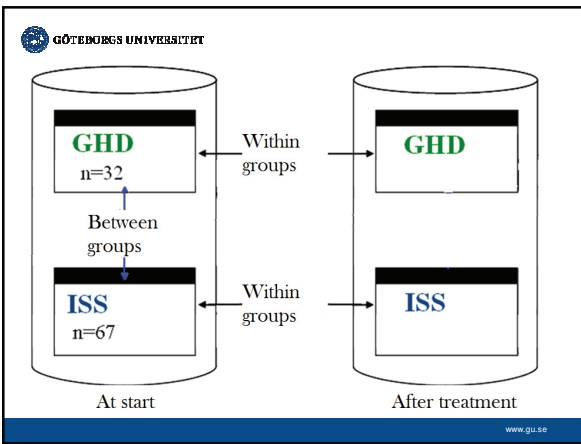 GÖTEBORGS UNIVERSITET
GHD
n=32
Within
groups
GHD
Between
groups
ISS
n=67
Within
groups
ISS
At start
After treatment
www.gu.se